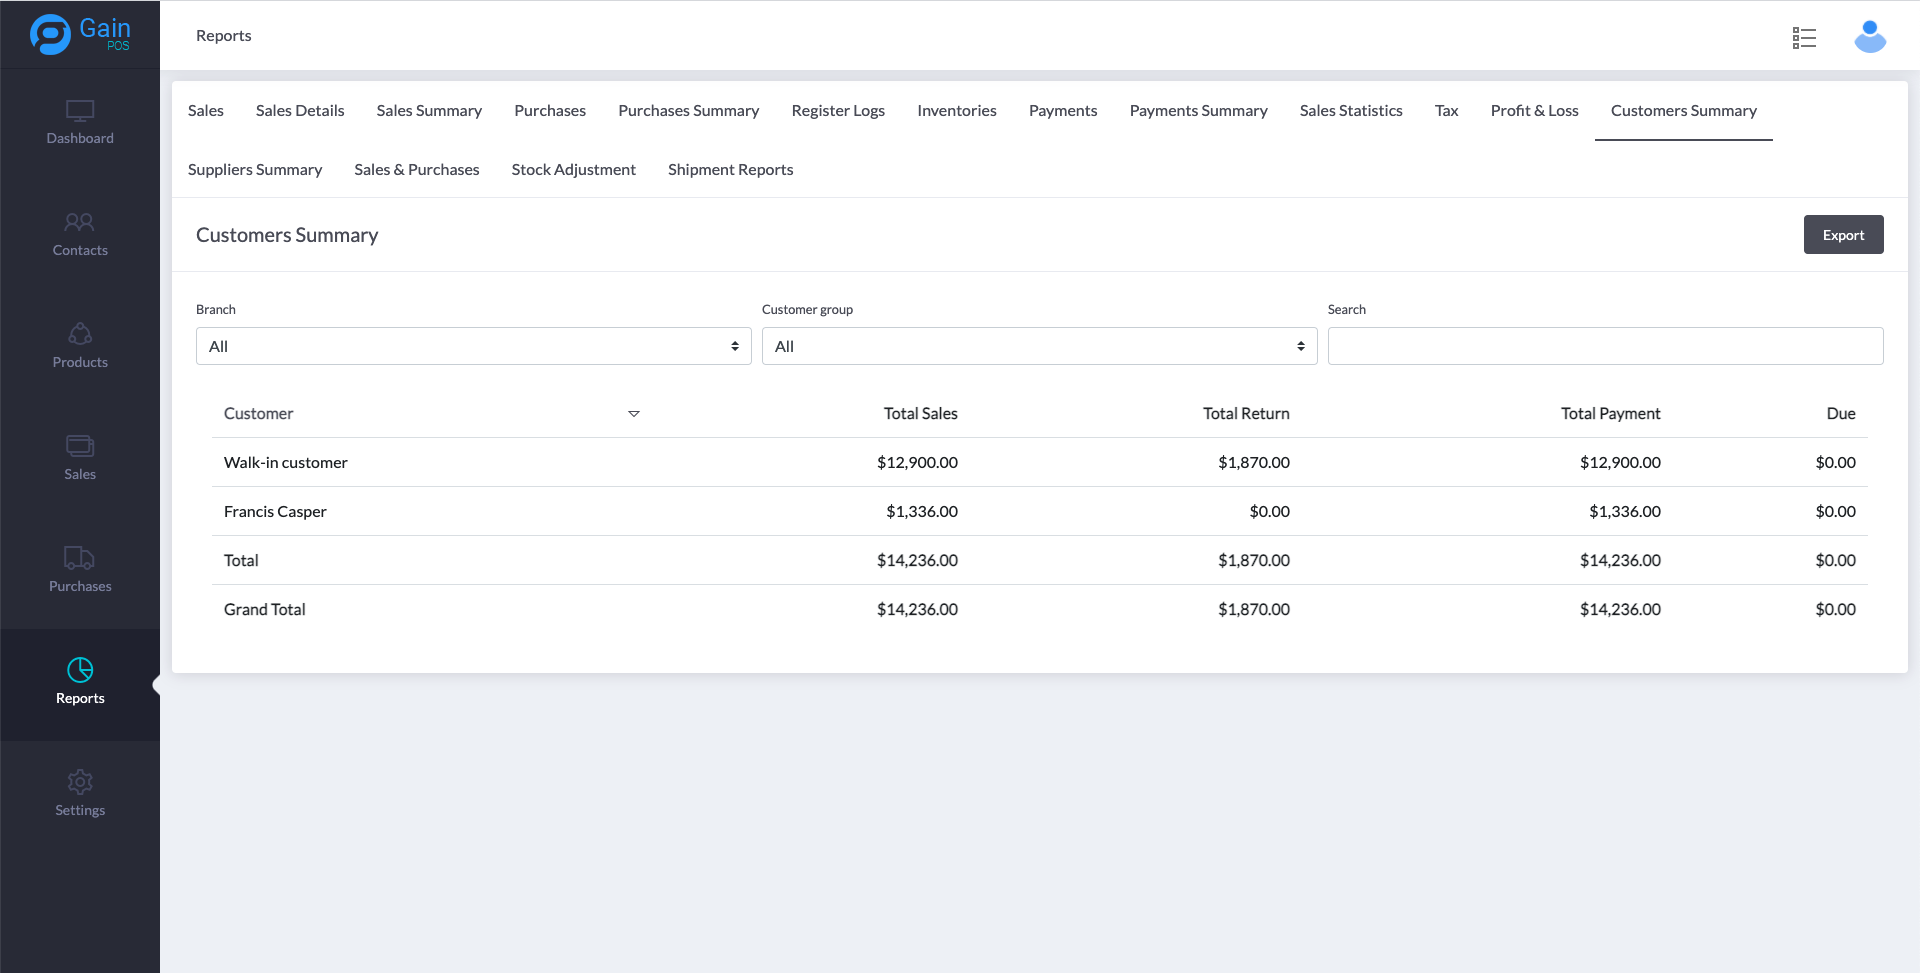 Gain
POS
Reports
Dashboard
Contacts
Products
Sales
Purchases
Reports
Settings
Sales Sales Details Sales Summary Purchases Purchases Summary Register Logs Inventories Payments Payments Summary Sales Statistics Tax Profit & Loss Customers Summary
Suppliers Summary Sales & Purchases Stock Adjustment Shipment Reports
Customers Summary Export
Branch Customer group Search
All All
Customer Total Sales Total Return Total Payment Due
Walk-in customer $12,900.00 $1,870.00 $12,900.00 $0.00
Francis Casper $1,336.00 $0.00 $1,336.00 $0.00
Total $14,236.00 $1,870.00 $14,236.00 $0.00
Grand Total $14,236.00 $1,870.00 $14,236.00 $0.00